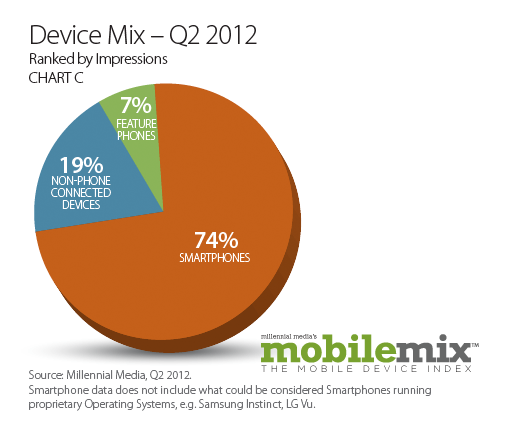 Device Mix – Q2 2012
Ranked by Impressions
CHART C
7%
FEATURE
PHONES
19%
NON-PHONE
CONNECTED
DEVICES
74%
SMARTPHONES
millennial media's
mobilemix™
THE MOBILE DEVICE INDEX
Source: Millennial Media, Q2 2012.
Smartphone data does not include what could be considered Smartphones running
proprietary Operating Systems, e.g. Samsung Instinct, LG Vu.